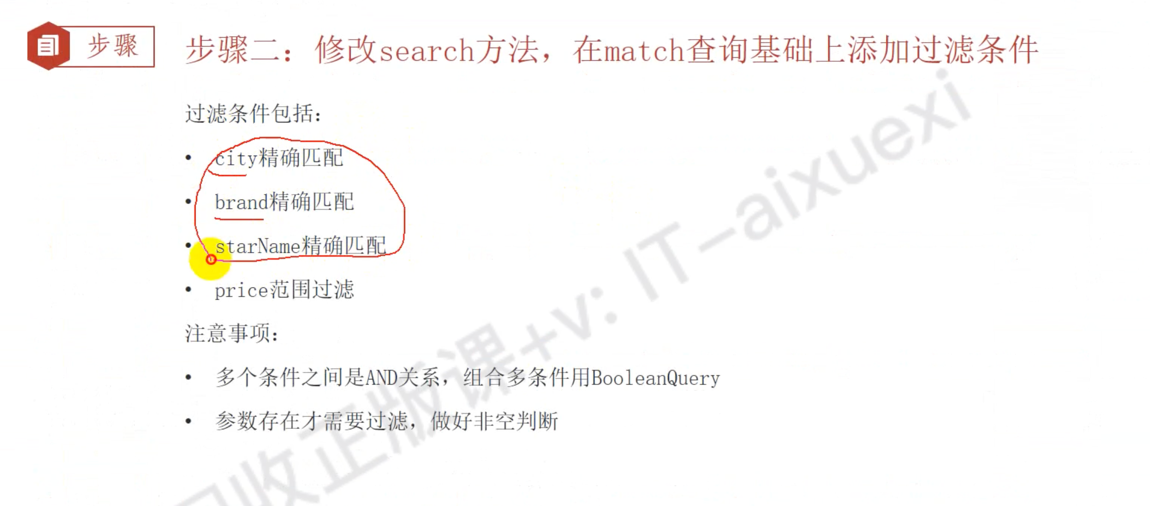 步骤
步骤二：修改search方法，在match查询基础上添加过滤条件
过滤条件包括：
• city精确匹配
• brand精确匹配
• starName精确匹配
• price范围过滤
注意事项：
• 多个条件之间是AND关系，组合多条件用BooleanQuery
• 参数存在才需要过滤，做好非空判断
收正版课+v: IT-aixuexi